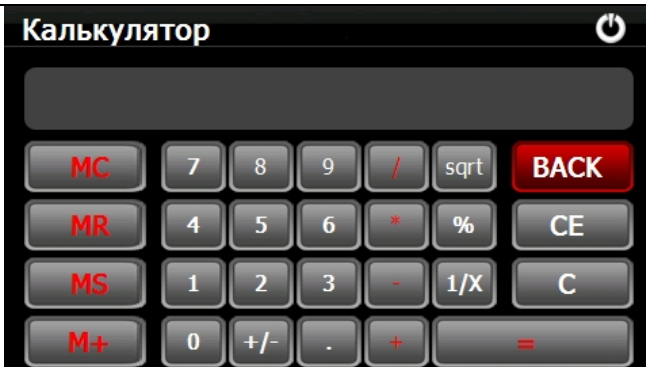 Калькулятор
MC 7 8 9 / sqrt BACK
MR 4 5 6 * % CE
MS 1 2 3 - 1/X C
M+ 0 +/- . + =